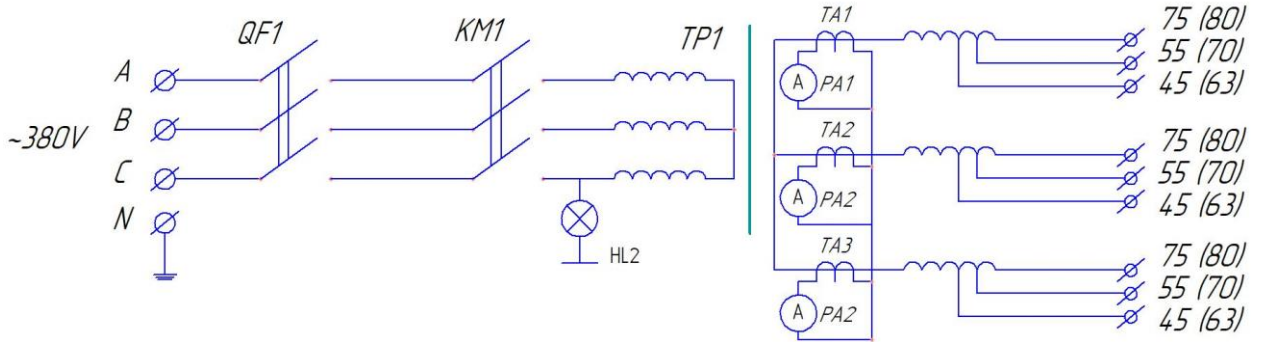 QF1
KM1
TP1
TA1
75 (80)
55 (70)
45 (63)
A
PA1
A
B
C
N
~380V
HL2
TA2
75 (80)
55 (70)
45 (63)
A
PA2
TA3
75 (80)
55 (70)
45 (63)
A
PA2